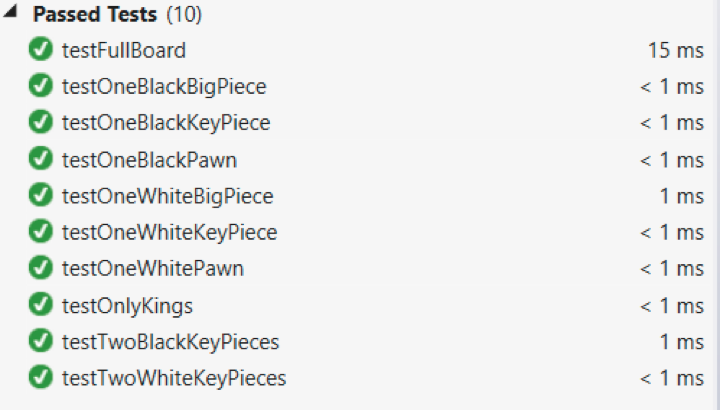 Passed Tests (10)
testFullBoard 15 ms
testOneBlackBigPiece < 1 ms
testOneBlackKeyPiece < 1 ms
testOneBlackPawn < 1 ms
testOneWhiteBigPiece 1 ms
testOneWhiteKeyPiece < 1 ms
testOneWhitePawn < 1 ms
testOnlyKings < 1 ms
testTwoBlackKeyPieces 1 ms
testTwoWhiteKeyPieces < 1 ms